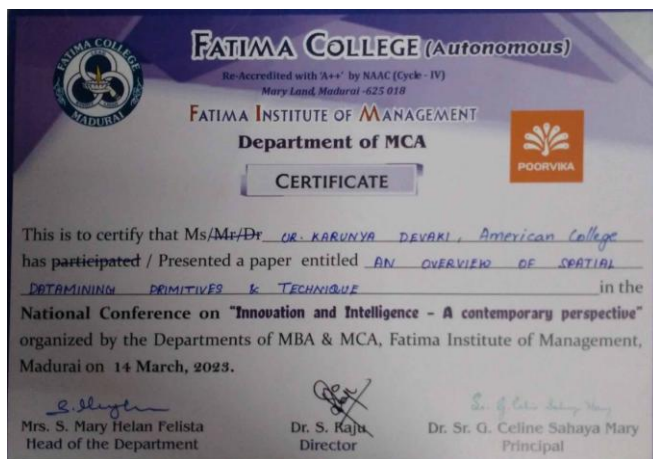 FATIMA COLLEGE
MADURAI
FATIMA COLLEGE (Autonomous)
Re-Accredited with 'A++' by NAAC (Cycle - IV)
Mary Land, Madurai -625 018
FATIMA INSTITUTE OF MANAGEMENT
Department of MCA
POORVIKA
CERTIFICATE
This is to certify that Ms/Mr/Dr DR. KARUNYA DEVAKI, American College
has participated / Presented a paper entitled AN OVERVIEW OF SPATIAL
DATAMINING PRIMITIVES & TECHNIQUE in the
National Conference on "Innovation and Intelligence - A contemporary perspective"
organized by the Departments of MBA & MCA, Fatima Institute of Management,
Madurai on 14 March, 2023.
Mrs. S. Mary Helan Felista
Head of the Department
Dr. S. Raju
Director
Dr. Sr. G. Celine Sahaya Mary
Principal